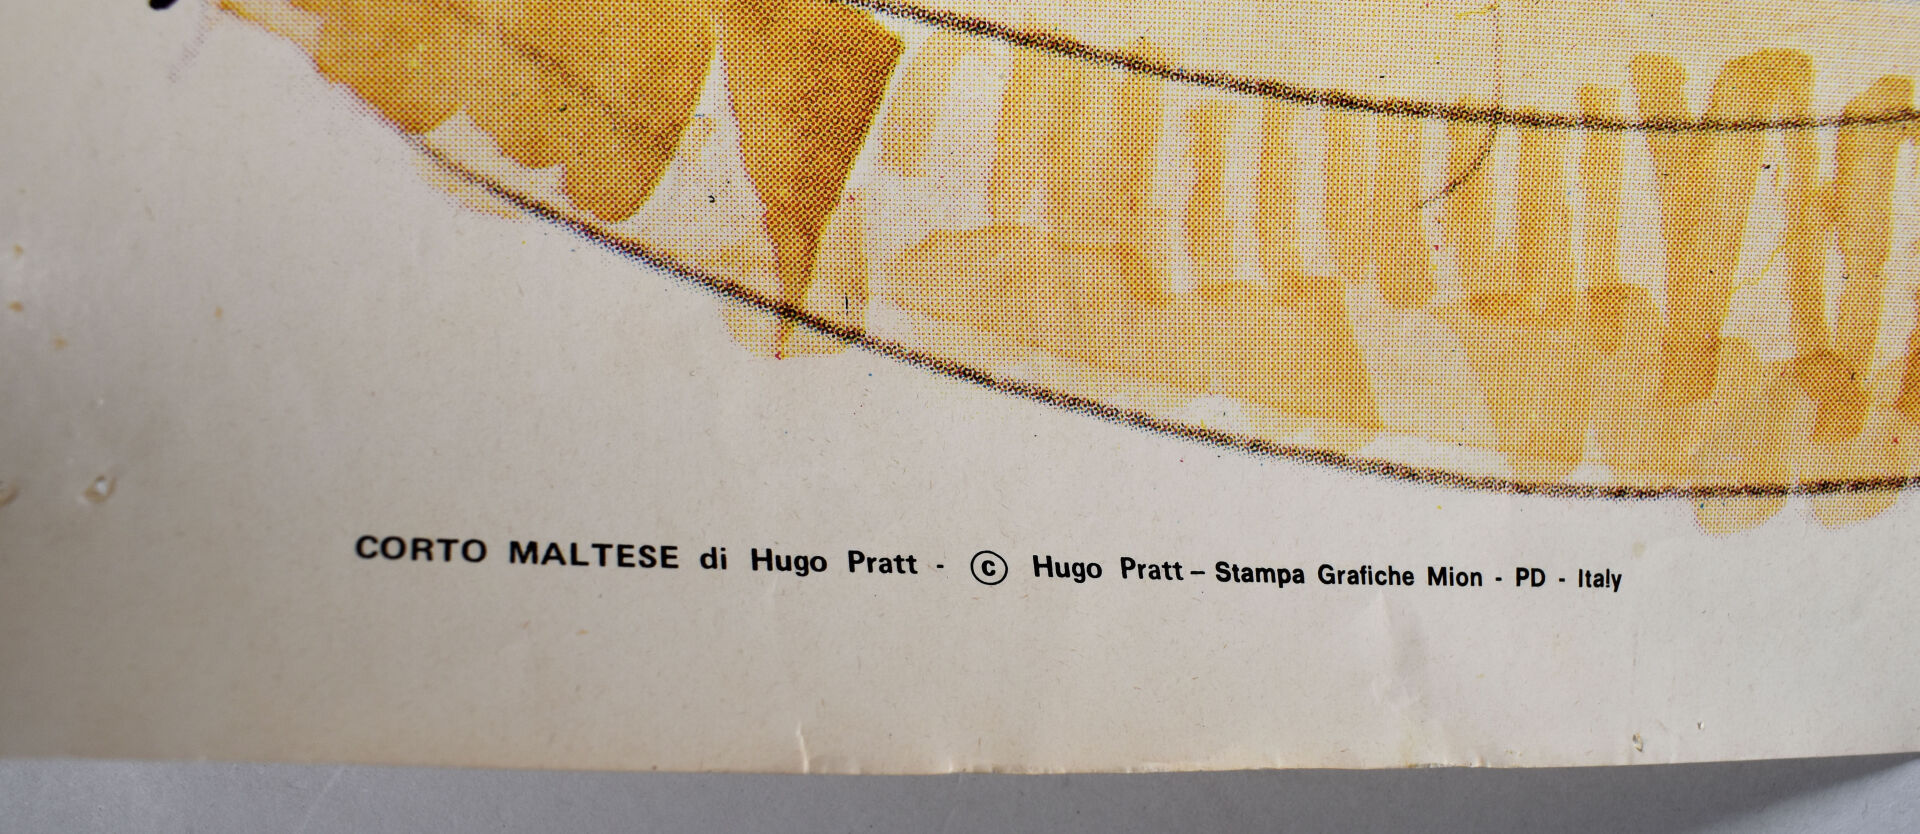 CORTO MALTESE di Hugo Pratt - © Hugo Pratt – Stampa Grafiche Mion - PD - Italy